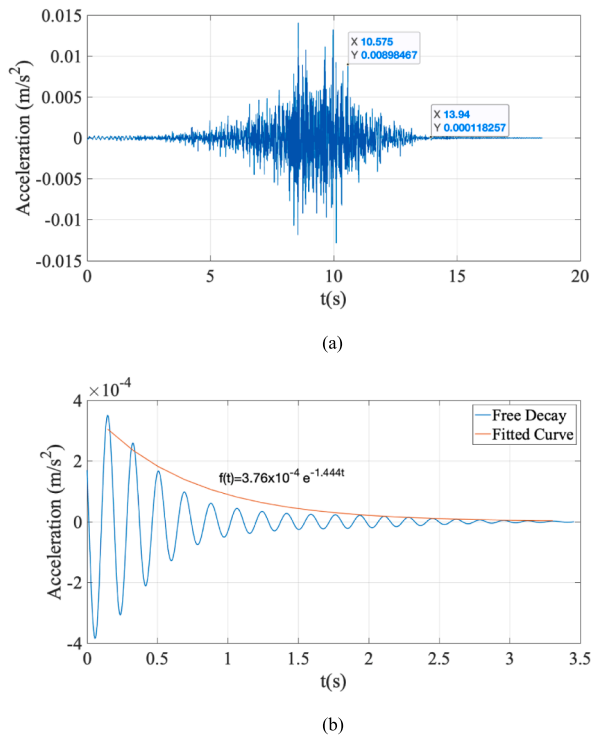 0.015
0.01
0.005
0
-0.005
-0.01
-0.015
Acceleration (m/s²)
X 10.575
Y 0.00898467
X 13.94
Y 0.000118257
0 5 10 15 20
t(s)
(a)
×10⁻⁴
4
2
0
-2
-4
Acceleration (m/s²)
Free Decay
Fitted Curve
f(t)=3.76x10⁻⁴ e⁻¹·⁴⁴⁴ᵗ
0 0.5 1 1.5 2 2.5 3 3.5
t(s)
(b)